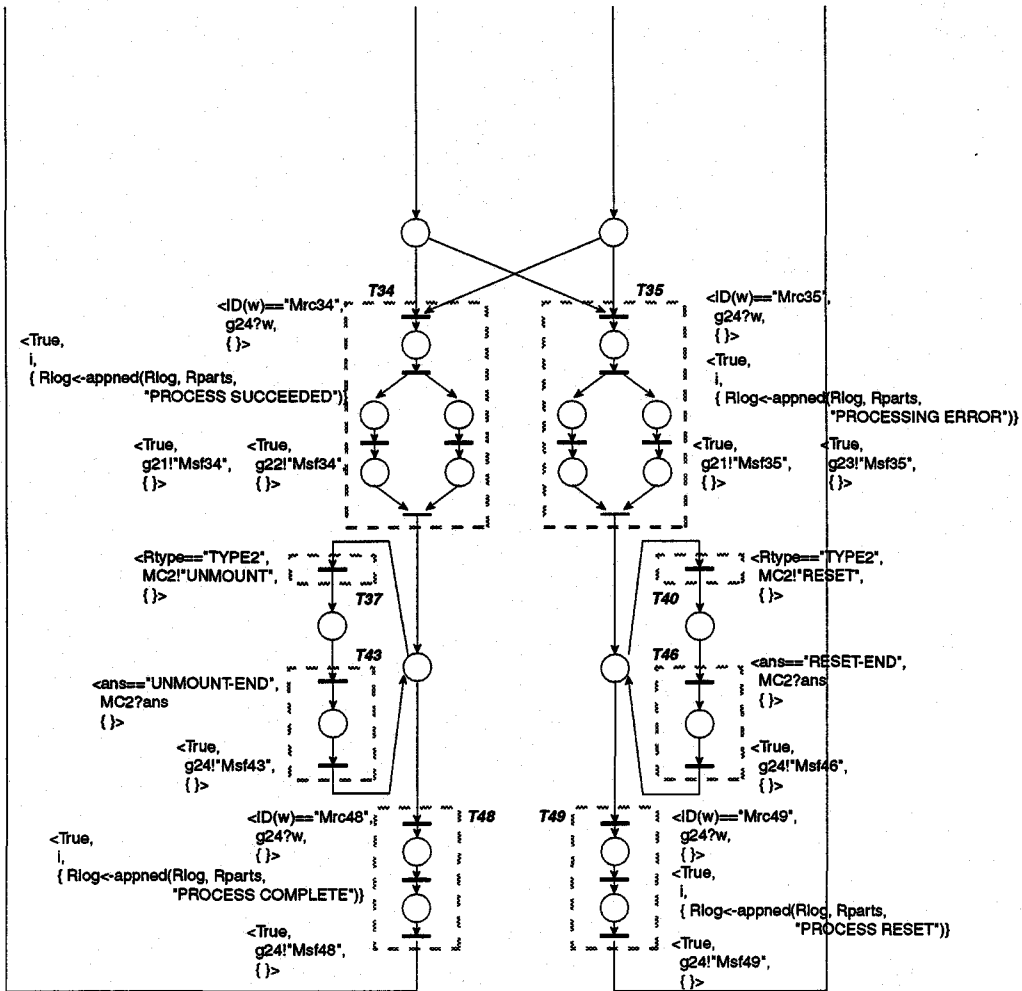 T34
T35
<ID(w)=="Mrc34",
g24?w,
{ }>
<True,
i,
{ Rlog<-appned(Rlog, Rparts,
"PROCESS SUCCEEDED")}
<True,
g21!"Msf34",
{ }>
<True,
g22!"Msf34",
{ }>
<ID(w)=="Mrc35",
g24?w,
{ }>
<True,
i,
{ Rlog<-appned(Rlog, Rparts,
"PROCESSING ERROR")}
<True,
g21!"Msf35",
{ }>
<True,
g23!"Msf35",
{ }>
<Rtype=="TYPE2",
MC2!"UNMOUNT",
{ }>
T37
T43
<ans=="UNMOUNT-END",
MC2?ans
{ }>
<True,
g24!"Msf43",
{ }>
<Rtype=="TYPE2",
MC2!"RESET",
{ }>
T40
T46
<ans=="RESET-END",
MC2?ans
{ }>
<True,
g24!"Msf46",
{ }>
<ID(w)=="Mrc48",
g24?w,
{ }>
T48
<True,
i,
{ Rlog<-appned(Rlog, Rparts,
"PROCESS COMPLETE")}
<True,
g24!"Msf48",
{ }>
T49
<ID(w)=="Mrc49",
g24?w,
{ }>
<True,
i,
{ Rlog<-appned(Rlog, Rparts,
"PROCESS RESET")}
<True,
g24!"Msf49",
{ }>